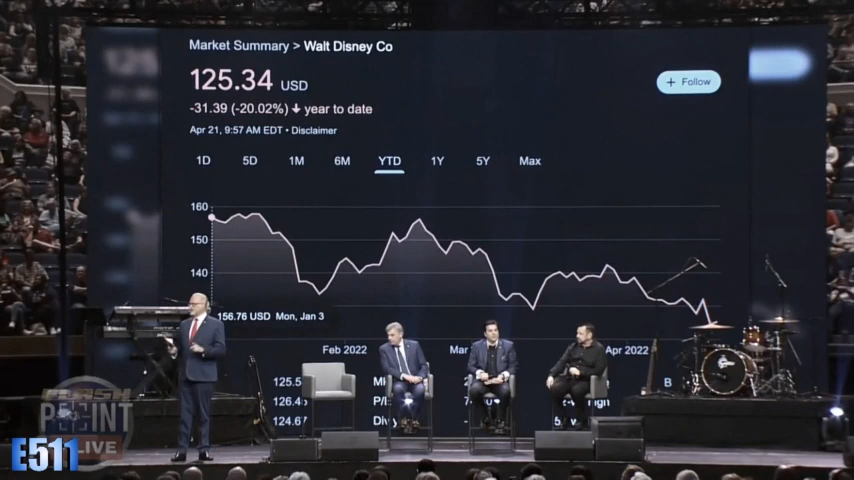 Market Summary > Walt Disney Co
125.34 USD
+ Follow
-31.39 (-20.02%) ↓ year to date
Apr 21, 9:57 AM EDT • Disclaimer
1D 5D 1M 6M YTD 1Y 5Y Max
160
150
140
156.76 USD Mon, Jan 3
Feb 2022 Apr 2022
FLASH
POINT
LIVE
E511